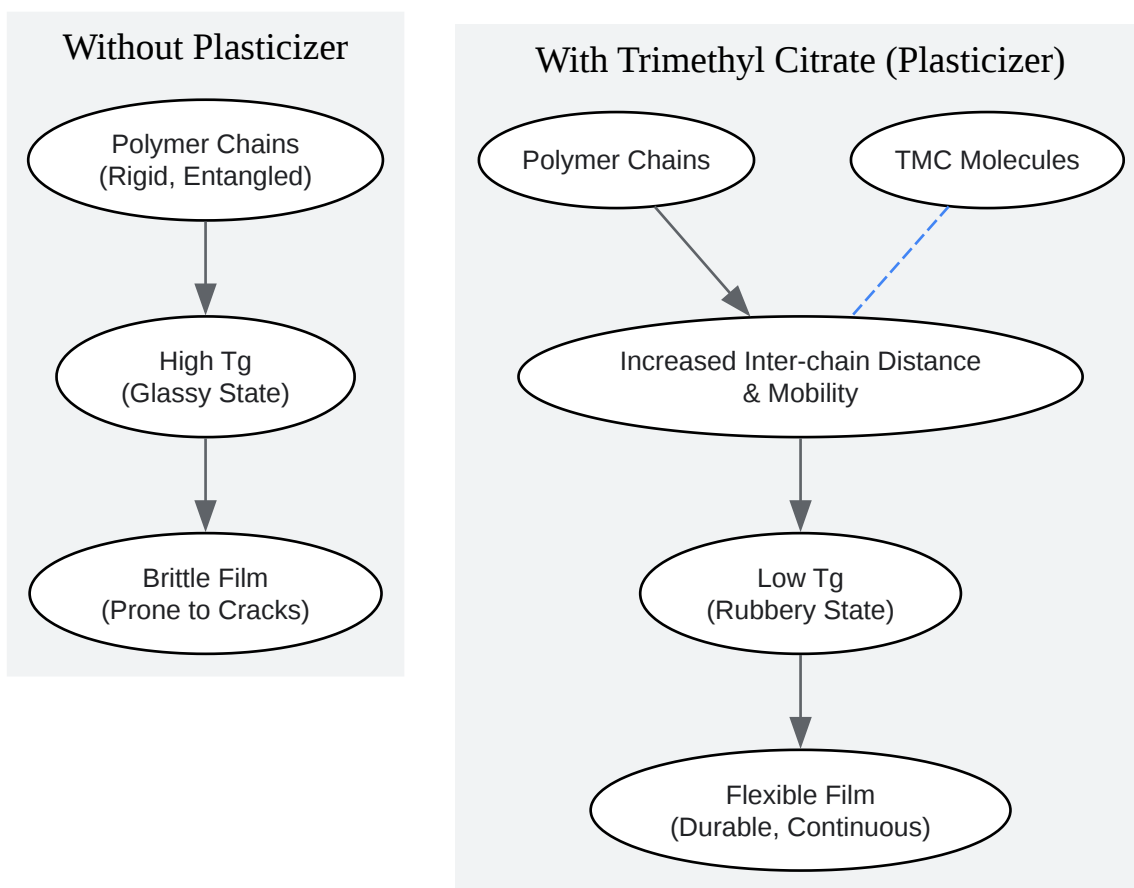 Without Plasticizer
Polymer Chains
(Rigid, Entangled)
High Tg
(Glassy State)
Brittle Film
(Prone to Cracks)
With Trimethyl Citrate (Plasticizer)
Polymer Chains
TMC Molecules
Increased Inter-chain Distance
& Mobility
Low Tg
(Rubbery State)
Flexible Film
(Durable, Continuous)